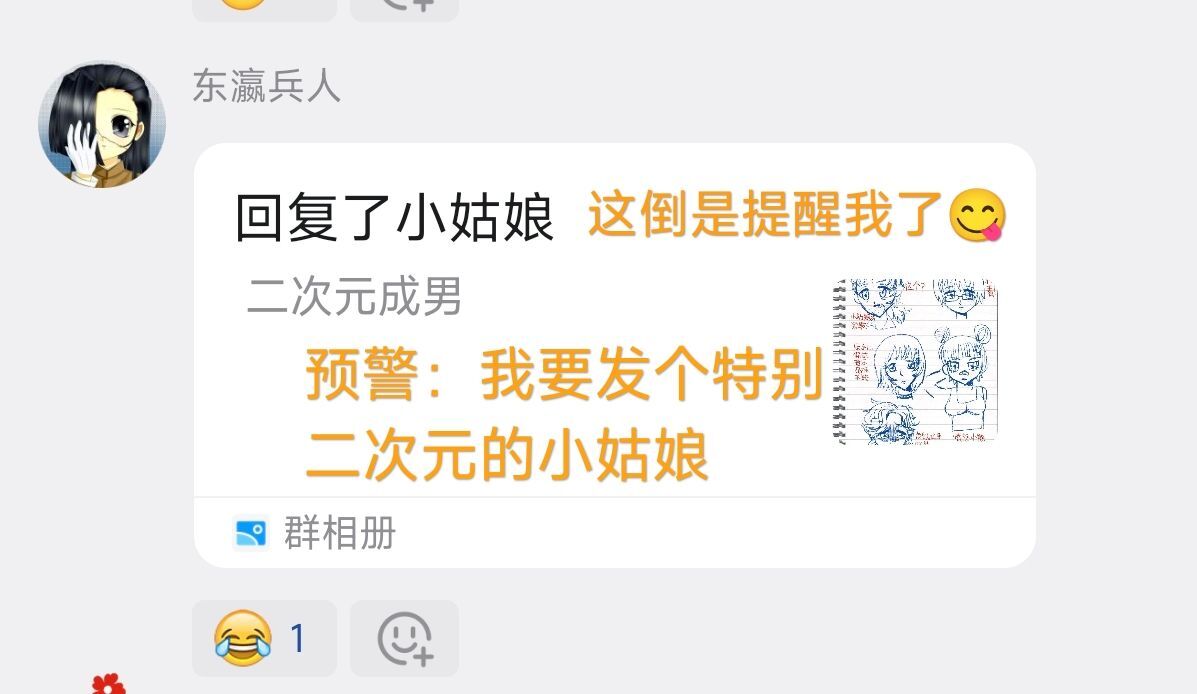 东瀛兵人
回复了小姑娘 这倒是提醒我了😋
二次元成男
预警：我要发个特别
二次元的小姑娘
群相册
😂 1